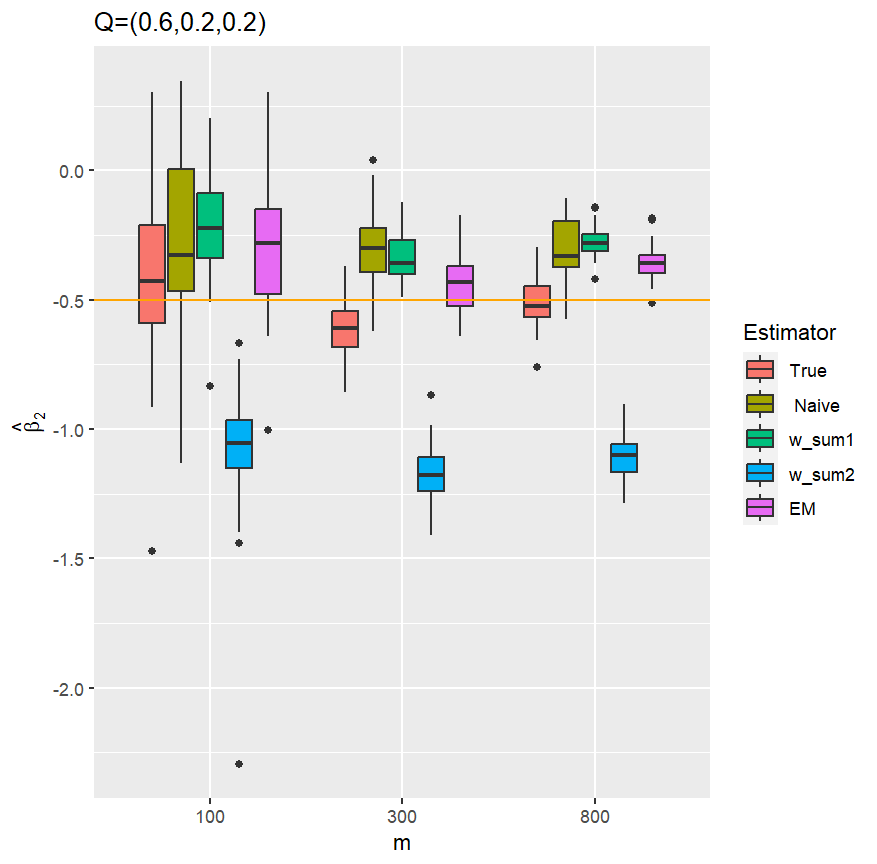 Q=(0.6,0.2,0.2)
0.0
-0.5
-1.0
-1.5
-2.0
β̂₂
100
300
800
m
Estimator
True
Naive
w_sum1
w_sum2
EM